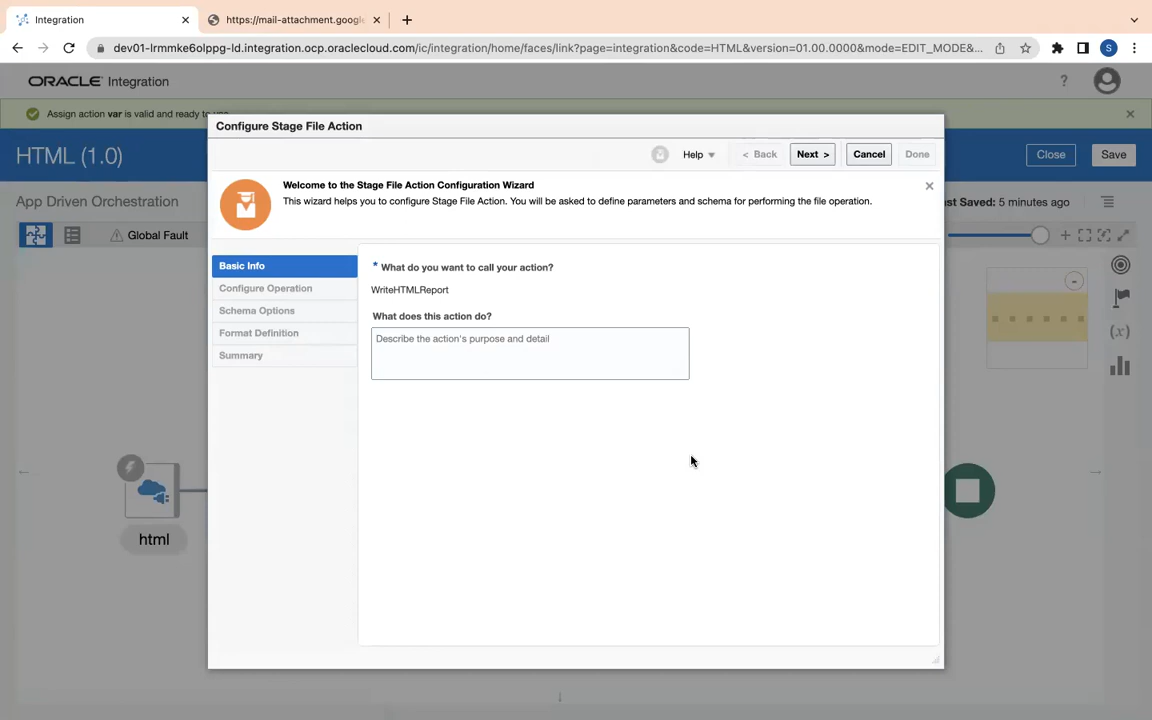 Integration
https://mail-attachment.google
dev01-lrmmke6olppg-ld.integration.ocp.oraclecloud.com/ic/integration/home/faces/link?page=integration&code=HTML&version=01.00.0000&mode=EDIT_MODE&...
S
ORACLE Integration
?
Assign action var is valid and ready to
HTML (1.0)
Close
Save
App Driven Orchestration
st Saved: 5 minutes ago
Global Fault
Configure Stage File Action
Help
< Back
Next >
Cancel
Done
Welcome to the Stage File Action Configuration Wizard
This wizard helps you to configure Stage File Action. You will be asked to define parameters and schema for performing the file operation.
Basic Info
Configure Operation
Schema Options
Format Definition
Summary
* What do you want to call your action?
WriteHTMLReport
What does this action do?
Describe the action's purpose and detail
(x)
html